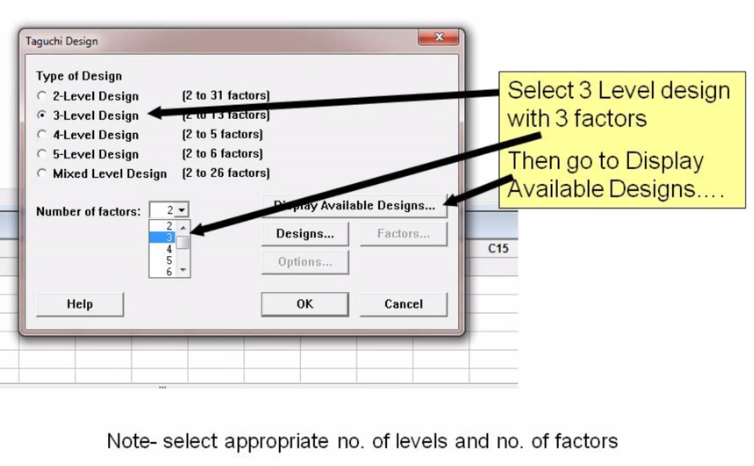 Taguchi Design
Type of Design
2-Level Design (2 to 31 factors)
3-Level Design (2 to 13 factors)
4-Level Design (2 to 5 factors)
5-Level Design (2 to 6 factors)
Mixed Level Design (2 to 26 factors)
Number of factors: 2
2
3
4
5
6
Display Available Designs...
Designs... Factors...
Options...
Help OK Cancel
C15
Select 3 Level design
with 3 factors
Then go to Display
Available Designs....
Note- select appropriate no. of levels and no. of factors